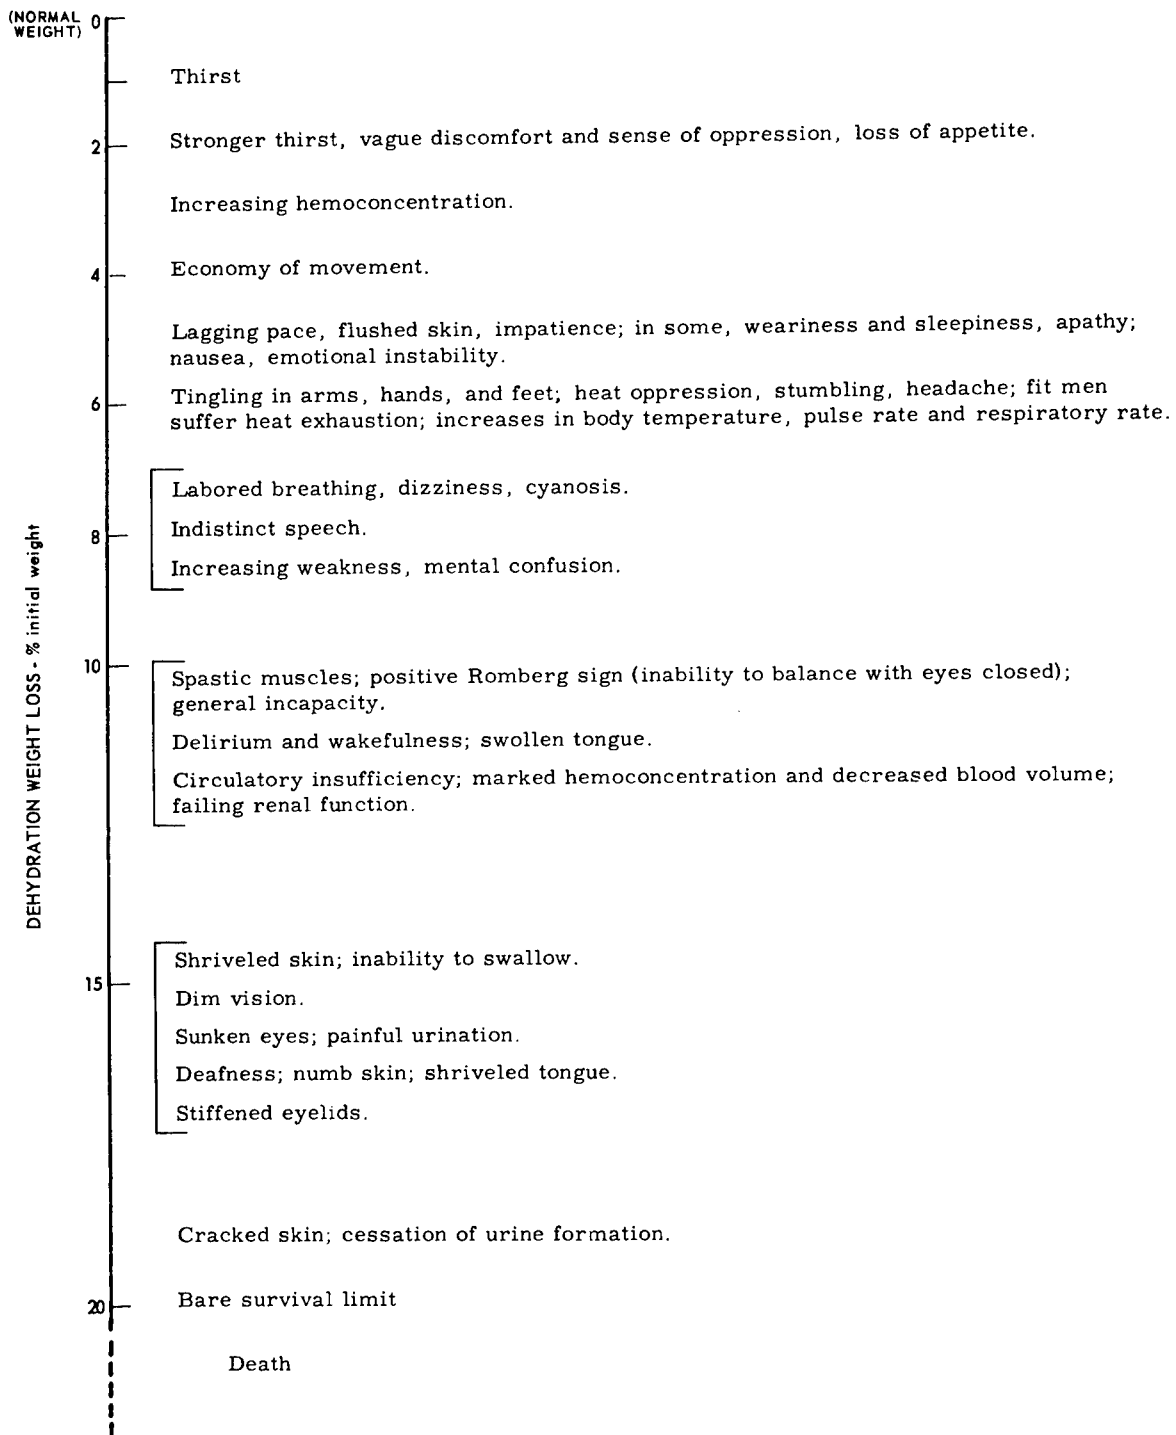 (NORMAL
WEIGHT)
0
Thirst
2
Stronger thirst, vague discomfort and sense of oppression, loss of appetite.
Increasing hemoconcentration.
4
Economy of movement.
Lagging pace, flushed skin, impatience; in some, weariness and sleepiness, apathy;
nausea, emotional instability.
6
Tingling in arms, hands, and feet; heat oppression, stumbling, headache; fit men
suffer heat exhaustion; increases in body temperature, pulse rate and respiratory rate.
Labored breathing, dizziness, cyanosis.
8
Indistinct speech.
Increasing weakness, mental confusion.
DEHYDRATION WEIGHT LOSS - % initial weight
10
Spastic muscles; positive Romberg sign (inability to balance with eyes closed);
general incapacity.
Delirium and wakefulness; swollen tongue.
Circulatory insufficiency; marked hemoconcentration and decreased blood volume;
failing renal function.
Shriveled skin; inability to swallow.
15
Dim vision.
Sunken eyes; painful urination.
Deafness; numb skin; shriveled tongue.
Stiffened eyelids.
Cracked skin; cessation of urine formation.
20
Bare survival limit
Death